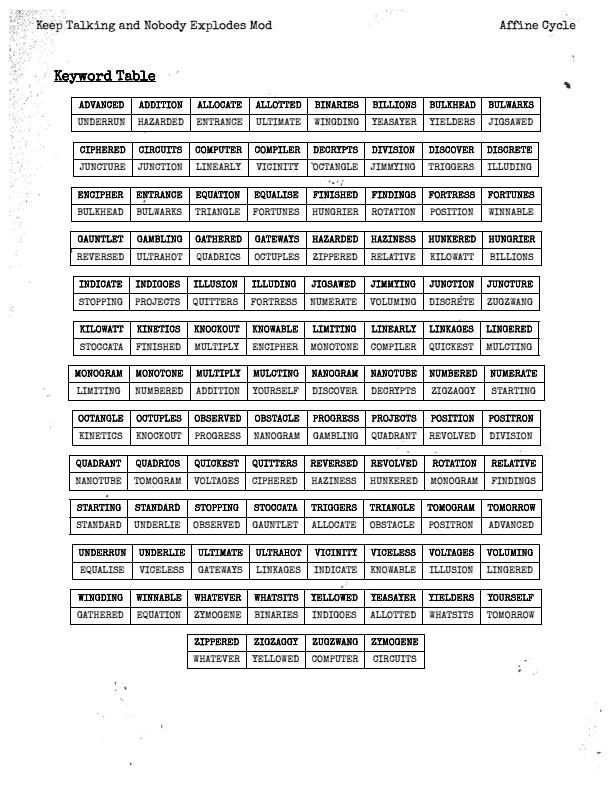 Keep Talking and Nobody Explodes Mod Affine Cycle
Keyword Table
ADVANCED ADDITION ALLOCATE ALLOTTED BINARIES BILLIONS BULKHEAD BULWARKS
UNDERRUN HAZARDED ENTRANCE ULTIMATE WINGDING YEASAYER YIELDERS JIGSAWED
CIPHERED CIRCUITS COMPUTER COMPILER DECRYPTS DIVISION DISCOVER DISCRETE
JUNCTURE JUNCTION LINEARLY VICINITY OCTANGLE JIMMYING TRIGGERS ILLUDING
ENCIPHER ENTRANCE EQUATION EQUALISE FINISHED FINDINGS FORTRESS FORTUNES
BULKHEAD BULWARKS TRIANGLE FORTUNES HUNGRIER ROTATION POSITION WINNABLE
GAUNTLET GAMBLING GATHERED GATEWAYS HAZARDED HAZINESS HUNKERED HUNGRIER
REVERSED ULTRAHOT QUADRICS OCTUPLES ZIPPERED RELATIVE KILOWATT BILLIONS
INDICATE INDIGOES ILLUSION ILLUDING JIGSAWED JIMMYING JUNCTION JUNCTURE
STOPPING PROJECTS QUITTERS FORTRESS NUMERATE VOLUMING DISCRETE ZUGZWANG
KILOWATT KINETICS KNOCKOUT KNOWABLE LIMITING LINEARLY LINKAGES LINGERED
STOCCATA FINISHED MULTIPLY ENCIPHER MONOTONE COMPILER QUICKEST MULCTING
MONOGRAM MONOTONE MULTIPLY MULCTING NANOGRAM NANOTUBE NUMBERED NUMERATE
LIMITING NUMBERED ADDITION YOURSELF DISCOVER DECRYPTS ZIGZAGGY STARTING
OCTANGLE OCTUPLES OBSERVED OBSTACLE PROGRESS PROJECTS POSITION POSITRON
KINETICS KNOCKOUT PROGRESS NANOGRAM GAMBLING QUADRANT REVOLVED DIVISION
QUADRANT QUADRICS QUICKEST QUITTERS REVERSED REVOLVED ROTATION RELATIVE
NANOTUBE TOMOGRAM VOLTAGES CIPHERED HAZINESS HUNKERED MONOGRAM FINDINGS
STARTING STANDARD STOPPING STOCCATA TRIGGERS TRIANGLE TOMOGRAM TOMORROW
STANDARD UNDERLIE OBSERVED GAUNTLET ALLOCATE OBSTACLE POSITRON ADVANCED
UNDERRUN UNDERLIE ULTIMATE ULTRAHOT VICINITY VICELESS VOLTAGES VOLUMING
EQUALISE VICELESS GATEWAYS LINKAGES INDICATE KNOWABLE ILLUSION LINGERED
WINGDING WINNABLE WHATEVER WHATSITS YELLOWED YEASAYER YIELDERS YOURSELF
GATHERED EQUATION ZYMOGENE BINARIES INDIGOES ALLOTTED WHATSITS TOMORROW
ZIPPERED ZIGZAGGY ZUGZWANG ZYMOGENE
WHATEVER YELLOWED COMPUTER CIRCUITS